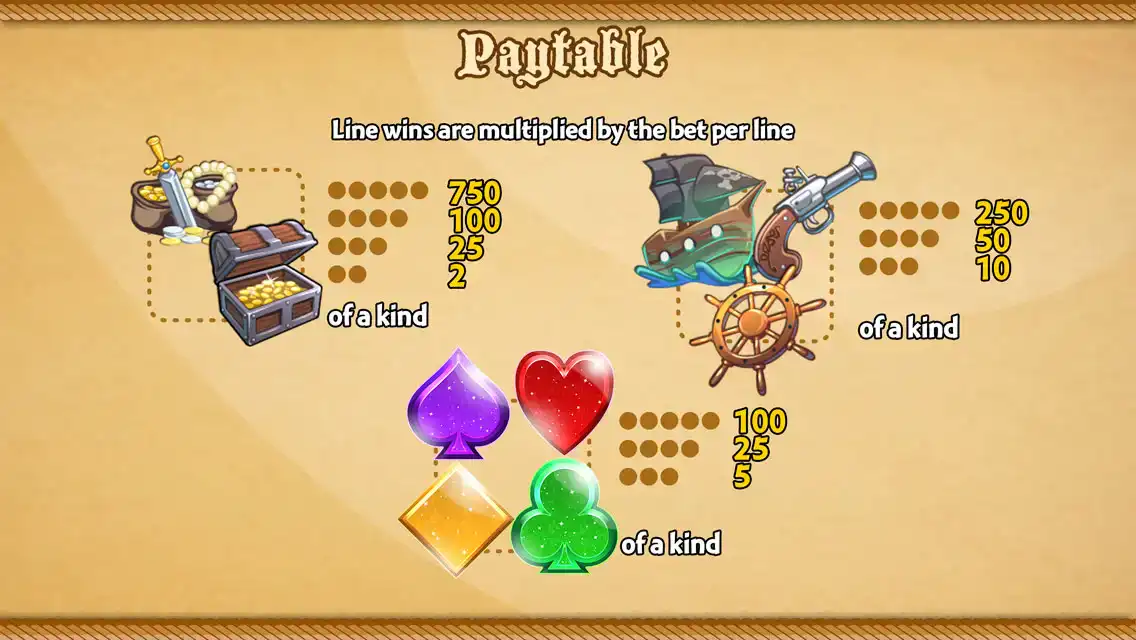 Paytable
Line wins are multiplied by the bet per line
750
100
25
2
of a kind
250
50
10
of a kind
100
25
5
of a kind